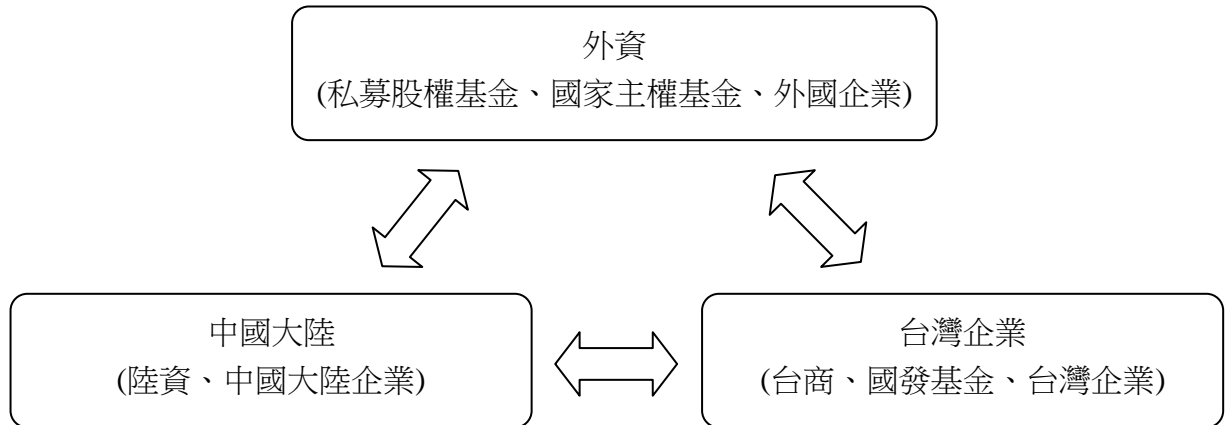 外資
(私募股權基金、國家主權基金、外國企業)
中國大陸
(陸資、中國大陸企業)
台灣企業
(台商、國發基金、台灣企業)